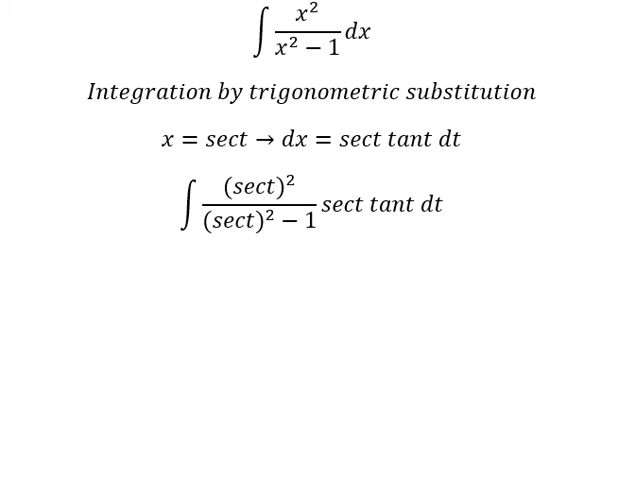 ∫ x² / (x² − 1) dx
Integration by trigonometric substitution
x = sect → dx = sect tant dt
∫ (sect)² / ((sect)² − 1) sect tant dt